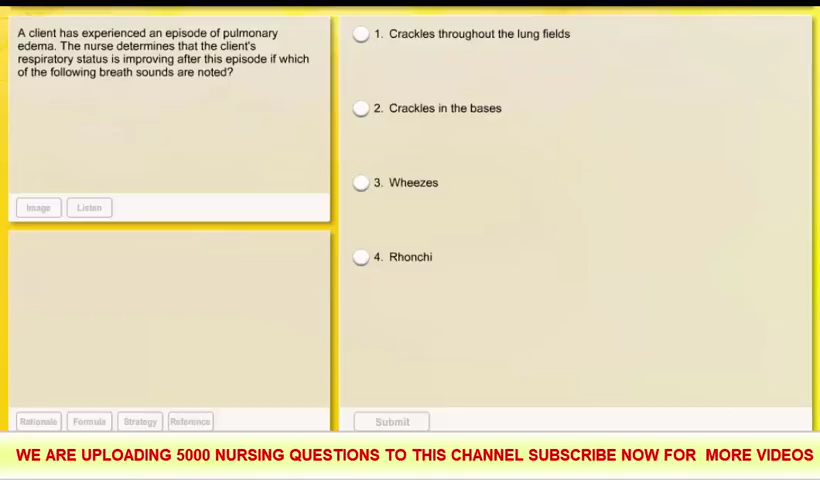 A client has experienced an episode of pulmonary
edema. The nurse determines that the client's
respiratory status is improving after this episode if which
of the following breath sounds are noted?
Image Listen
1. Crackles throughout the lung fields
2. Crackles in the bases
3. Wheezes
4. Rhonchi
Rationale Formula Strategy Reference
Submit
WE ARE UPLOADING 5000 NURSING QUESTIONS TO THIS CHANNEL SUBSCRIBE NOW FOR MORE VIDEOS